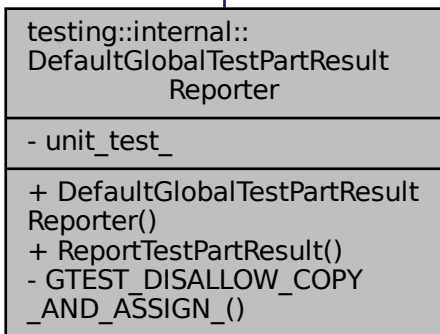 testing::internal::
DefaultGlobalTestPartResult
Reporter
- unit_test_
+ DefaultGlobalTestPartResult
Reporter()
+ ReportTestPartResult()
- GTEST_DISALLOW_COPY
_AND_ASSIGN_()